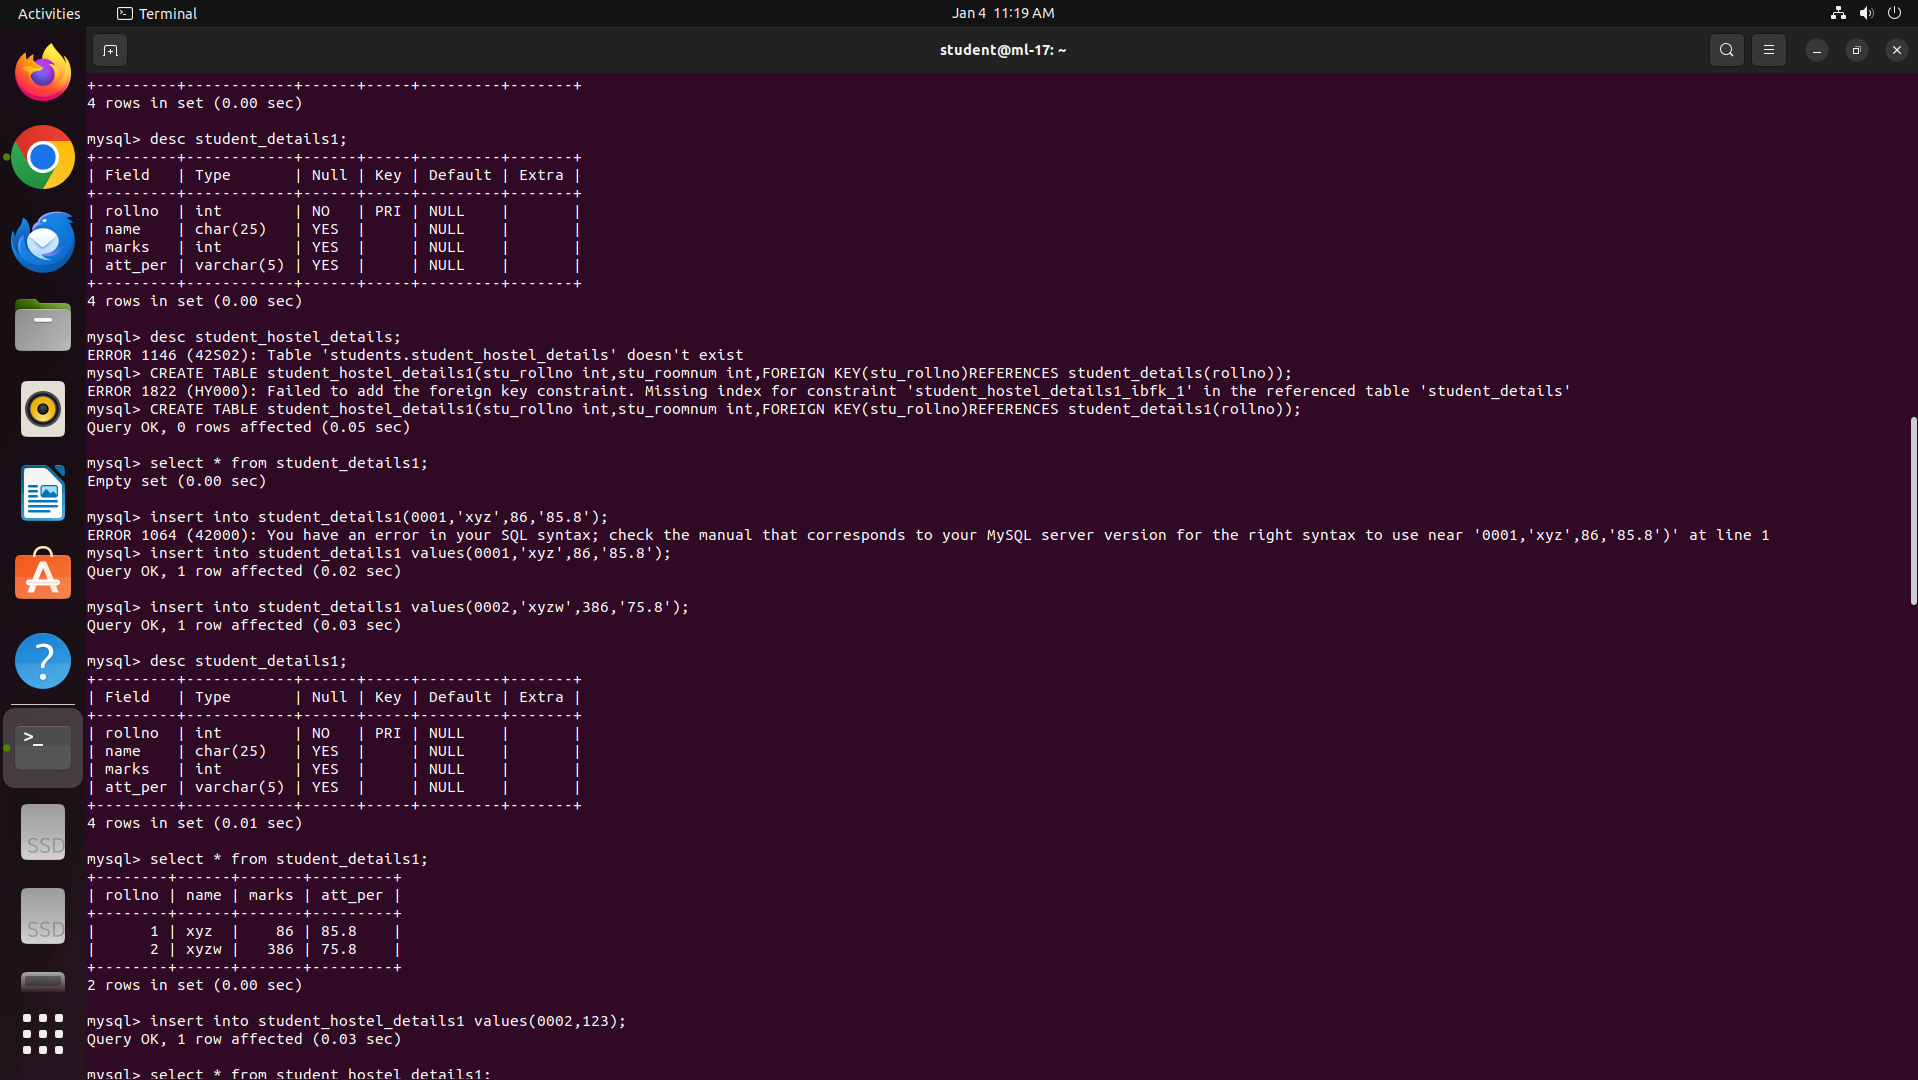 Activities
Terminal
Jan 4 11:19 AM
student@ml-17: ~
+---------+------------+------+-----+---------+-------+
4 rows in set (0.00 sec)
mysql> desc student_details1;
+---------+------------+------+-----+---------+-------+
| Field   | Type       | Null | Key | Default | Extra |
+---------+------------+------+-----+---------+-------+
| rollno  | int        | NO   | PRI | NULL    |       |
| name    | char(25)   | YES  |     | NULL    |       |
| marks   | int        | YES  |     | NULL    |       |
| att_per | varchar(5) | YES  |     | NULL    |       |
+---------+------------+------+-----+---------+-------+
4 rows in set (0.00 sec)
mysql> desc student_hostel_details;
ERROR 1146 (42S02): Table 'students.student_hostel_details' doesn't exist
mysql> CREATE TABLE student_hostel_details1(stu_rollno int,stu_roomnum int,FOREIGN KEY(stu_rollno)REFERENCES student_details(rollno));
ERROR 1822 (HY000): Failed to add the foreign key constraint. Missing index for constraint 'student_hostel_details1_ibfk_1' in the referenced table 'student_details'
mysql> CREATE TABLE student_hostel_details1(stu_rollno int,stu_roomnum int,FOREIGN KEY(stu_rollno)REFERENCES student_details1(rollno));
Query OK, 0 rows affected (0.05 sec)
mysql> select * from student_details1;
Empty set (0.00 sec)
mysql> insert into student_details1(0001,'xyz',86,'85.8');
ERROR 1064 (42000): You have an error in your SQL syntax; check the manual that corresponds to your MySQL server version for the right syntax to use near '0001,'xyz',86,'85.8')' at line 1
mysql> insert into student_details1 values(0001,'xyz',86,'85.8');
Query OK, 1 row affected (0.02 sec)
mysql> insert into student_details1 values(0002,'xyzw',386,'75.8');
Query OK, 1 row affected (0.03 sec)
mysql> desc student_details1;
+---------+------------+------+-----+---------+-------+
| Field   | Type       | Null | Key | Default | Extra |
+---------+------------+------+-----+---------+-------+
| rollno  | int        | NO   | PRI | NULL    |       |
| name    | char(25)   | YES  |     | NULL    |       |
| marks   | int        | YES  |     | NULL    |       |
| att_per | varchar(5) | YES  |     | NULL    |       |
+---------+------------+------+-----+---------+-------+
4 rows in set (0.01 sec)
mysql> select * from student_details1;
+--------+------+-------+---------+
| rollno | name | marks | att_per |
+--------+------+-------+---------+
|      1 | xyz  |    86 | 85.8    |
|      2 | xyzw |   386 | 75.8    |
+--------+------+-------+---------+
2 rows in set (0.00 sec)
mysql> insert into student_hostel_details1 values(0002,123);
Query OK, 1 row affected (0.03 sec)
mysql> select * from student_hostel_details1;
SSD
SSD